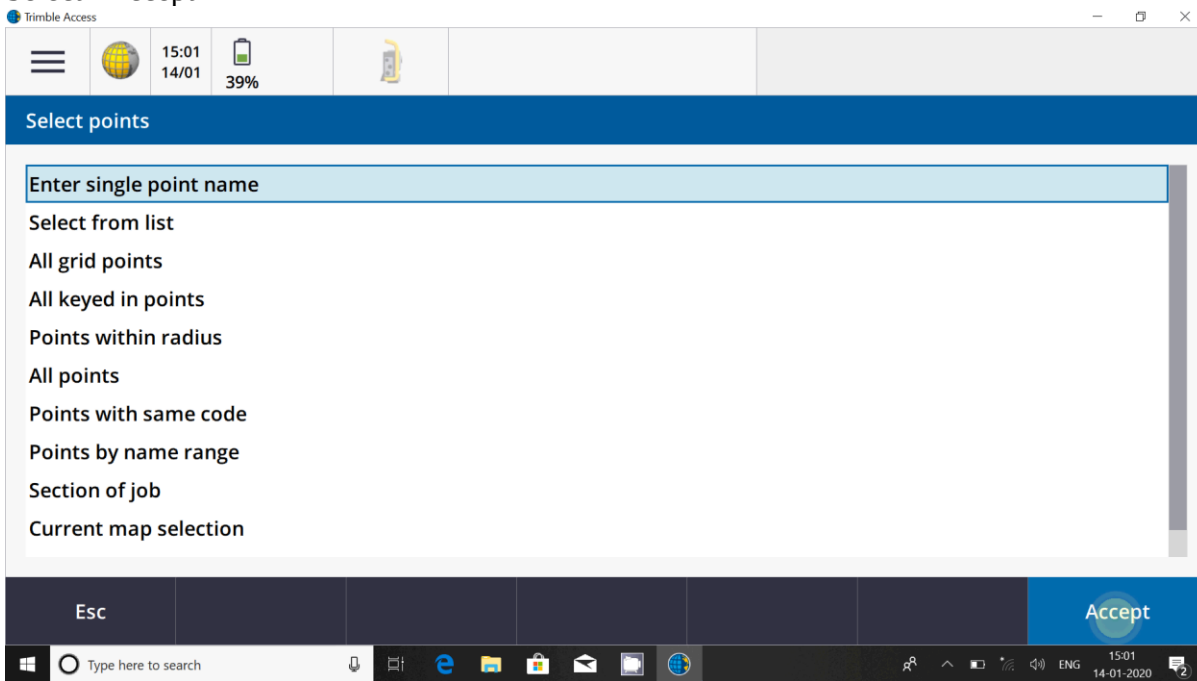 Trimble Access
15:01
14/01
39%
Select points
Enter single point name
Select from list
All grid points
All keyed in points
Points within radius
All points
Points with same code
Points by name range
Section of job
Current map selection
Esc
Accept
Type here to search
ENG
15:01
14-01-2020
2